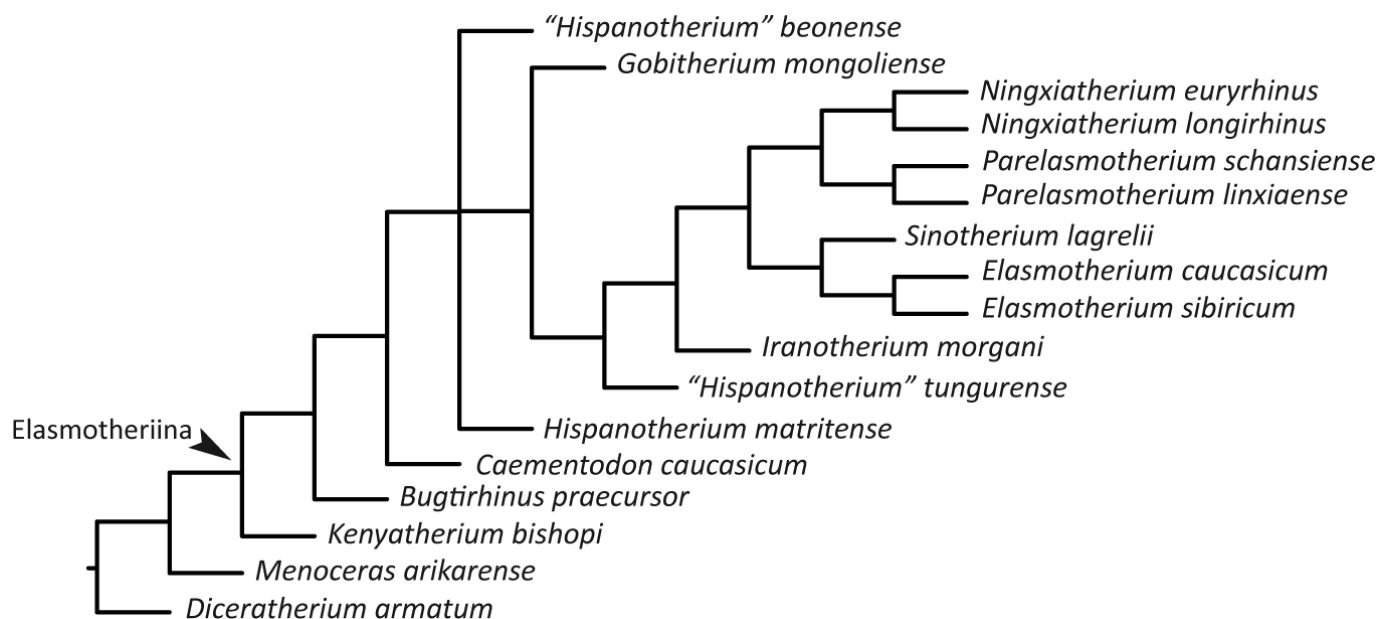 “Hispanotherium” beonense
Gobitherium mongoliense
Ningxiatherium euryrhinus
Ningxiatherium longirhinus
Parelasmotherium schansiense
Parelasmotherium linxiaense
Sinotherium lagrelii
Elasmotherium caucasicum
Elasmotherium sibiricum
Iranotherium morgani
“Hispanotherium” tungurense
Elasmotheriina
Hispanotherium matritense
Caementodon caucasicum
Bugtirhinus praecursor
Kenyatherium bishopi
Menoceras arikarense
Diceratherium armatum